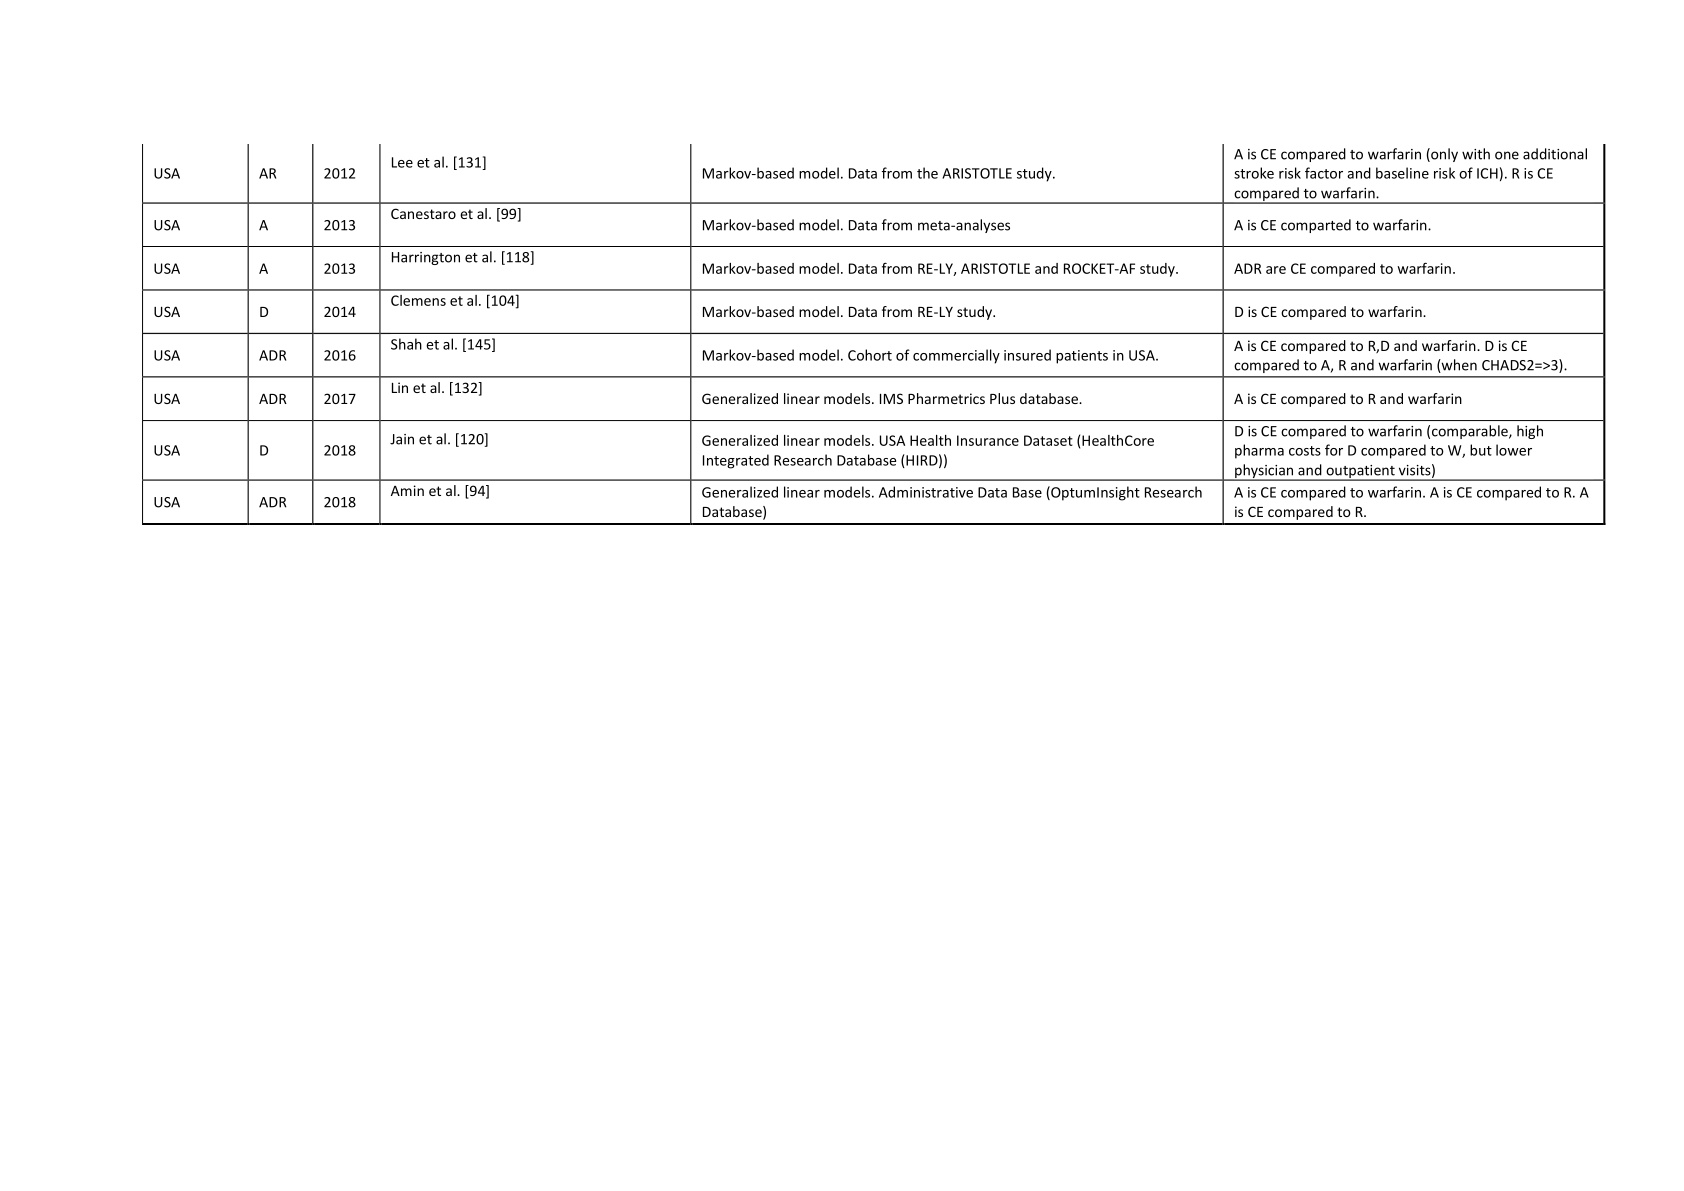 USA AR 2012 Lee et al. [131] Markov-based model. Data from the ARISTOTLE study. A is CE compared to warfarin (only with one additional
stroke risk factor and baseline risk of ICH). R is CE
compared to warfarin.
USA A 2013 Canestaro et al. [99] Markov-based model. Data from meta-analyses A is CE comparted to warfarin.
USA A 2013 Harrington et al. [118] Markov-based model. Data from RE-LY, ARISTOTLE and ROCKET-AF study. ADR are CE compared to warfarin.
USA D 2014 Clemens et al. [104] Markov-based model. Data from RE-LY study. D is CE compared to warfarin.
USA ADR 2016 Shah et al. [145] Markov-based model. Cohort of commercially insured patients in USA. A is CE compared to R,D and warfarin. D is CE
compared to A, R and warfarin (when CHADS2=>3).
USA ADR 2017 Lin et al. [132] Generalized linear models. IMS Pharmetrics Plus database. A is CE compared to R and warfarin
USA D 2018 Jain et al. [120] Generalized linear models. USA Health Insurance Dataset (HealthCore
Integrated Research Database (HIRD))
D is CE compared to warfarin (comparable, high
pharma costs for D compared to W, but lower
physician and outpatient visits)
USA ADR 2018 Amin et al. [94] Generalized linear models. Administrative Data Base (OptumInsight Research
Database)
A is CE compared to warfarin. A is CE compared to R. A
is CE compared to R.